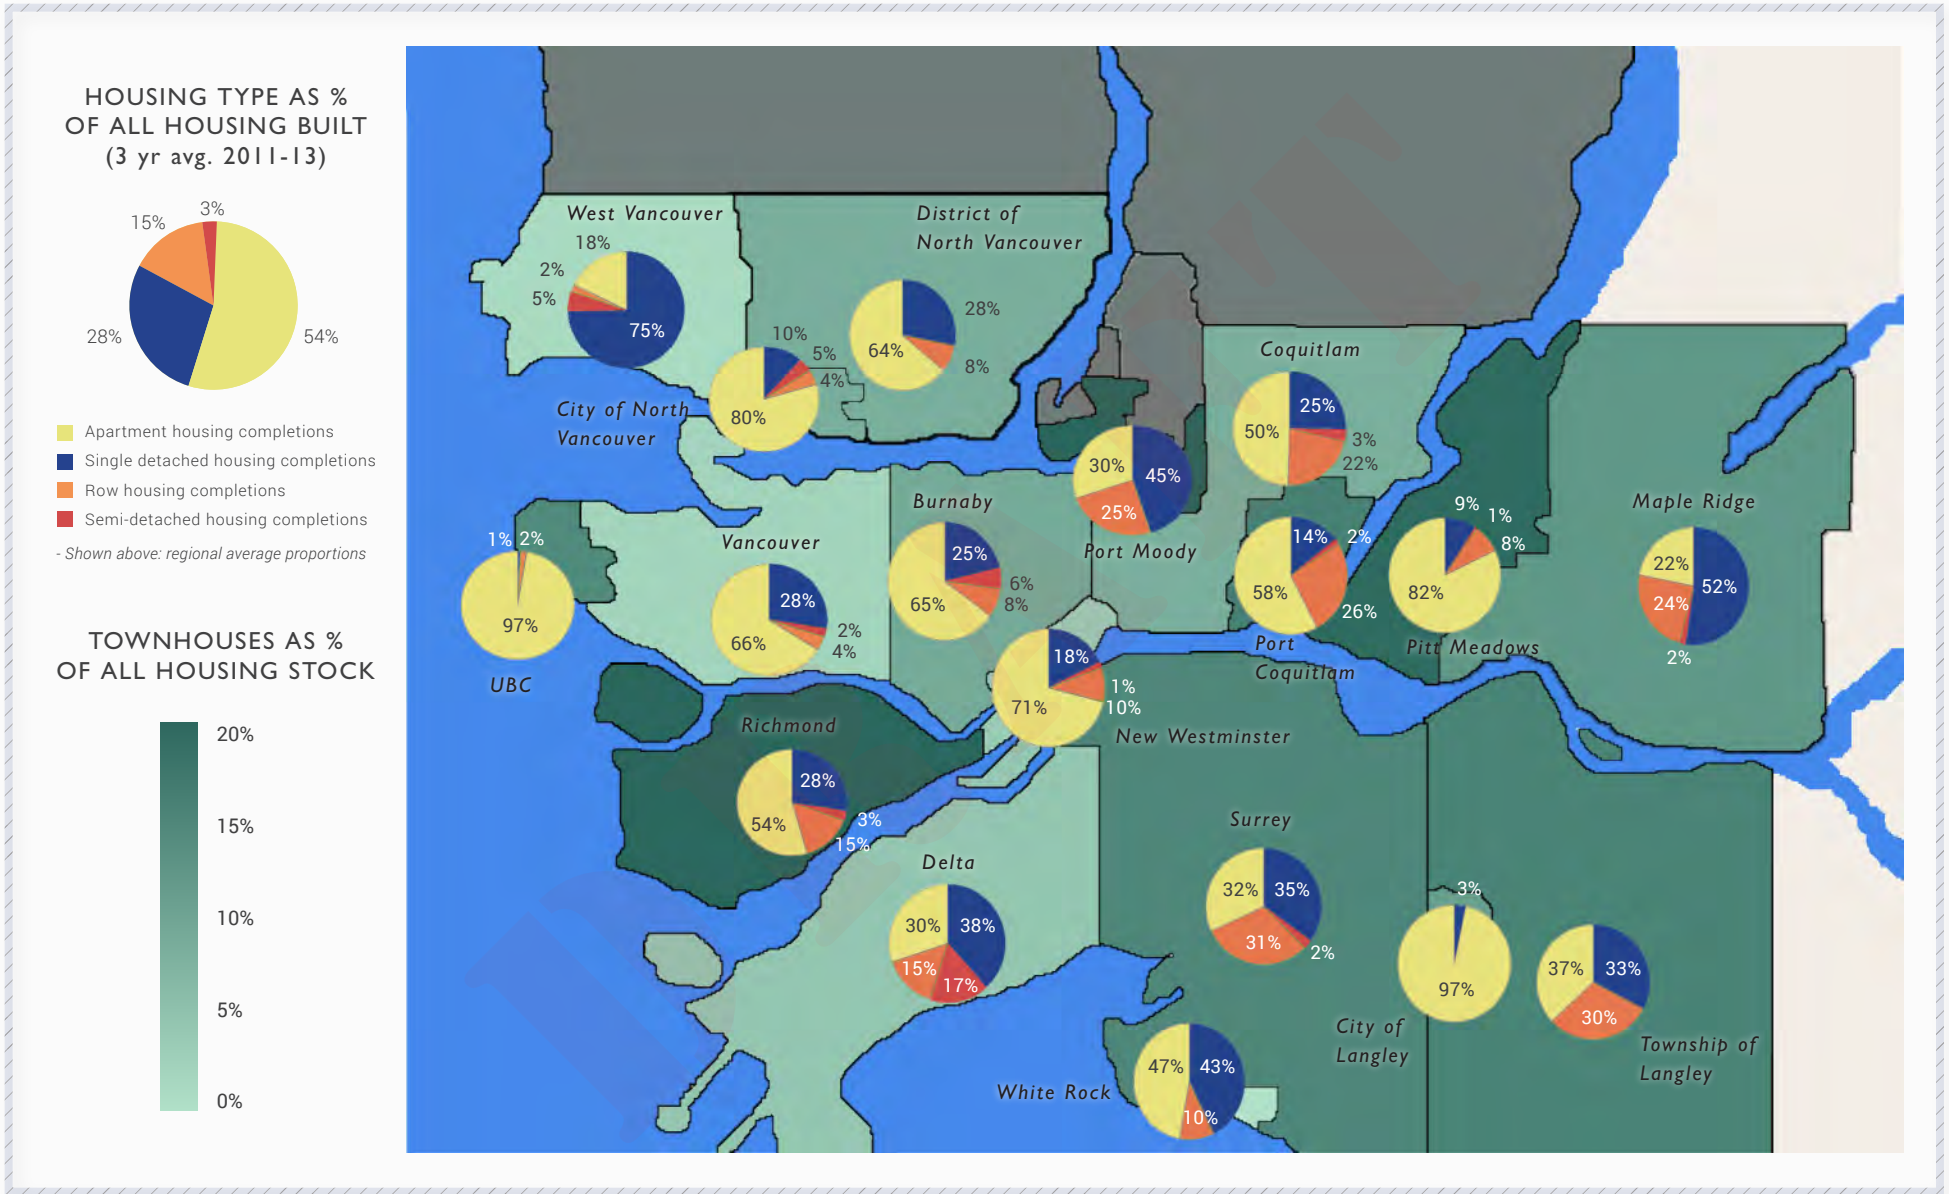 HOUSING TYPE AS %
OF ALL HOUSING BUILT
(3 yr avg. 2011-13)
3%
15%
28%
54%
Apartment housing completions
Single detached housing completions
Row housing completions
Semi-detached housing completions
- Shown above: regional average proportions
TOWNHOUSES AS %
OF ALL HOUSING STOCK
20%
15%
10%
5%
0%
West Vancouver
18%
2%
5%
75%
District of
North Vancouver
28%
64%
8%
10%
5%
4%
80%
City of North
Vancouver
Coquitlam
25%
50%
3%
22%
30%
45%
25%
Port Moody
Burnaby
25%
6%
8%
65%
Vancouver
28%
2%
4%
66%
1%
2%
97%
UBC
14%
2%
58%
26%
Port
Coquitlam
9%
1%
8%
82%
Pitt Meadows
Maple Ridge
22%
52%
24%
2%
18%
1%
10%
71%
New Westminster
Richmond
28%
54%
3%
15%
Delta
30%
38%
15%
17%
Surrey
32%
35%
31%
2%
3%
97%
City of
Langley
37%
33%
30%
Township of
Langley
47%
43%
10%
White Rock